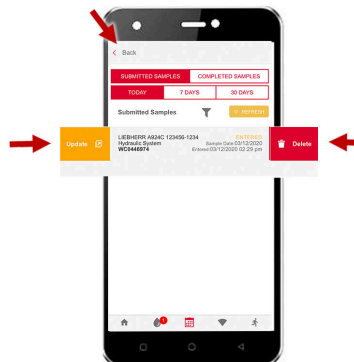 Back
SUBMITTED SAMPLES COMPLETED SAMPLES
TODAY 7 DAYS 30 DAYS
Submitted Samples REFRESH
Update LIEBHERR A924C 123456-1234 ENTERED Delete
Hydraulic System Sample Date 03/12/2020
WC0446974 Entered 03/12/2020 02:29 pm
1